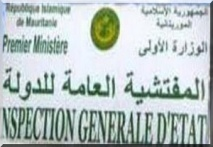 République Islamique
de Mauritanie
الجمهورية الإسلامية
الموريتانية
Premier Ministère
الوزارة الأولى
المفتشية العامة للدولة
NSPECTION GENERALE D'ETAT